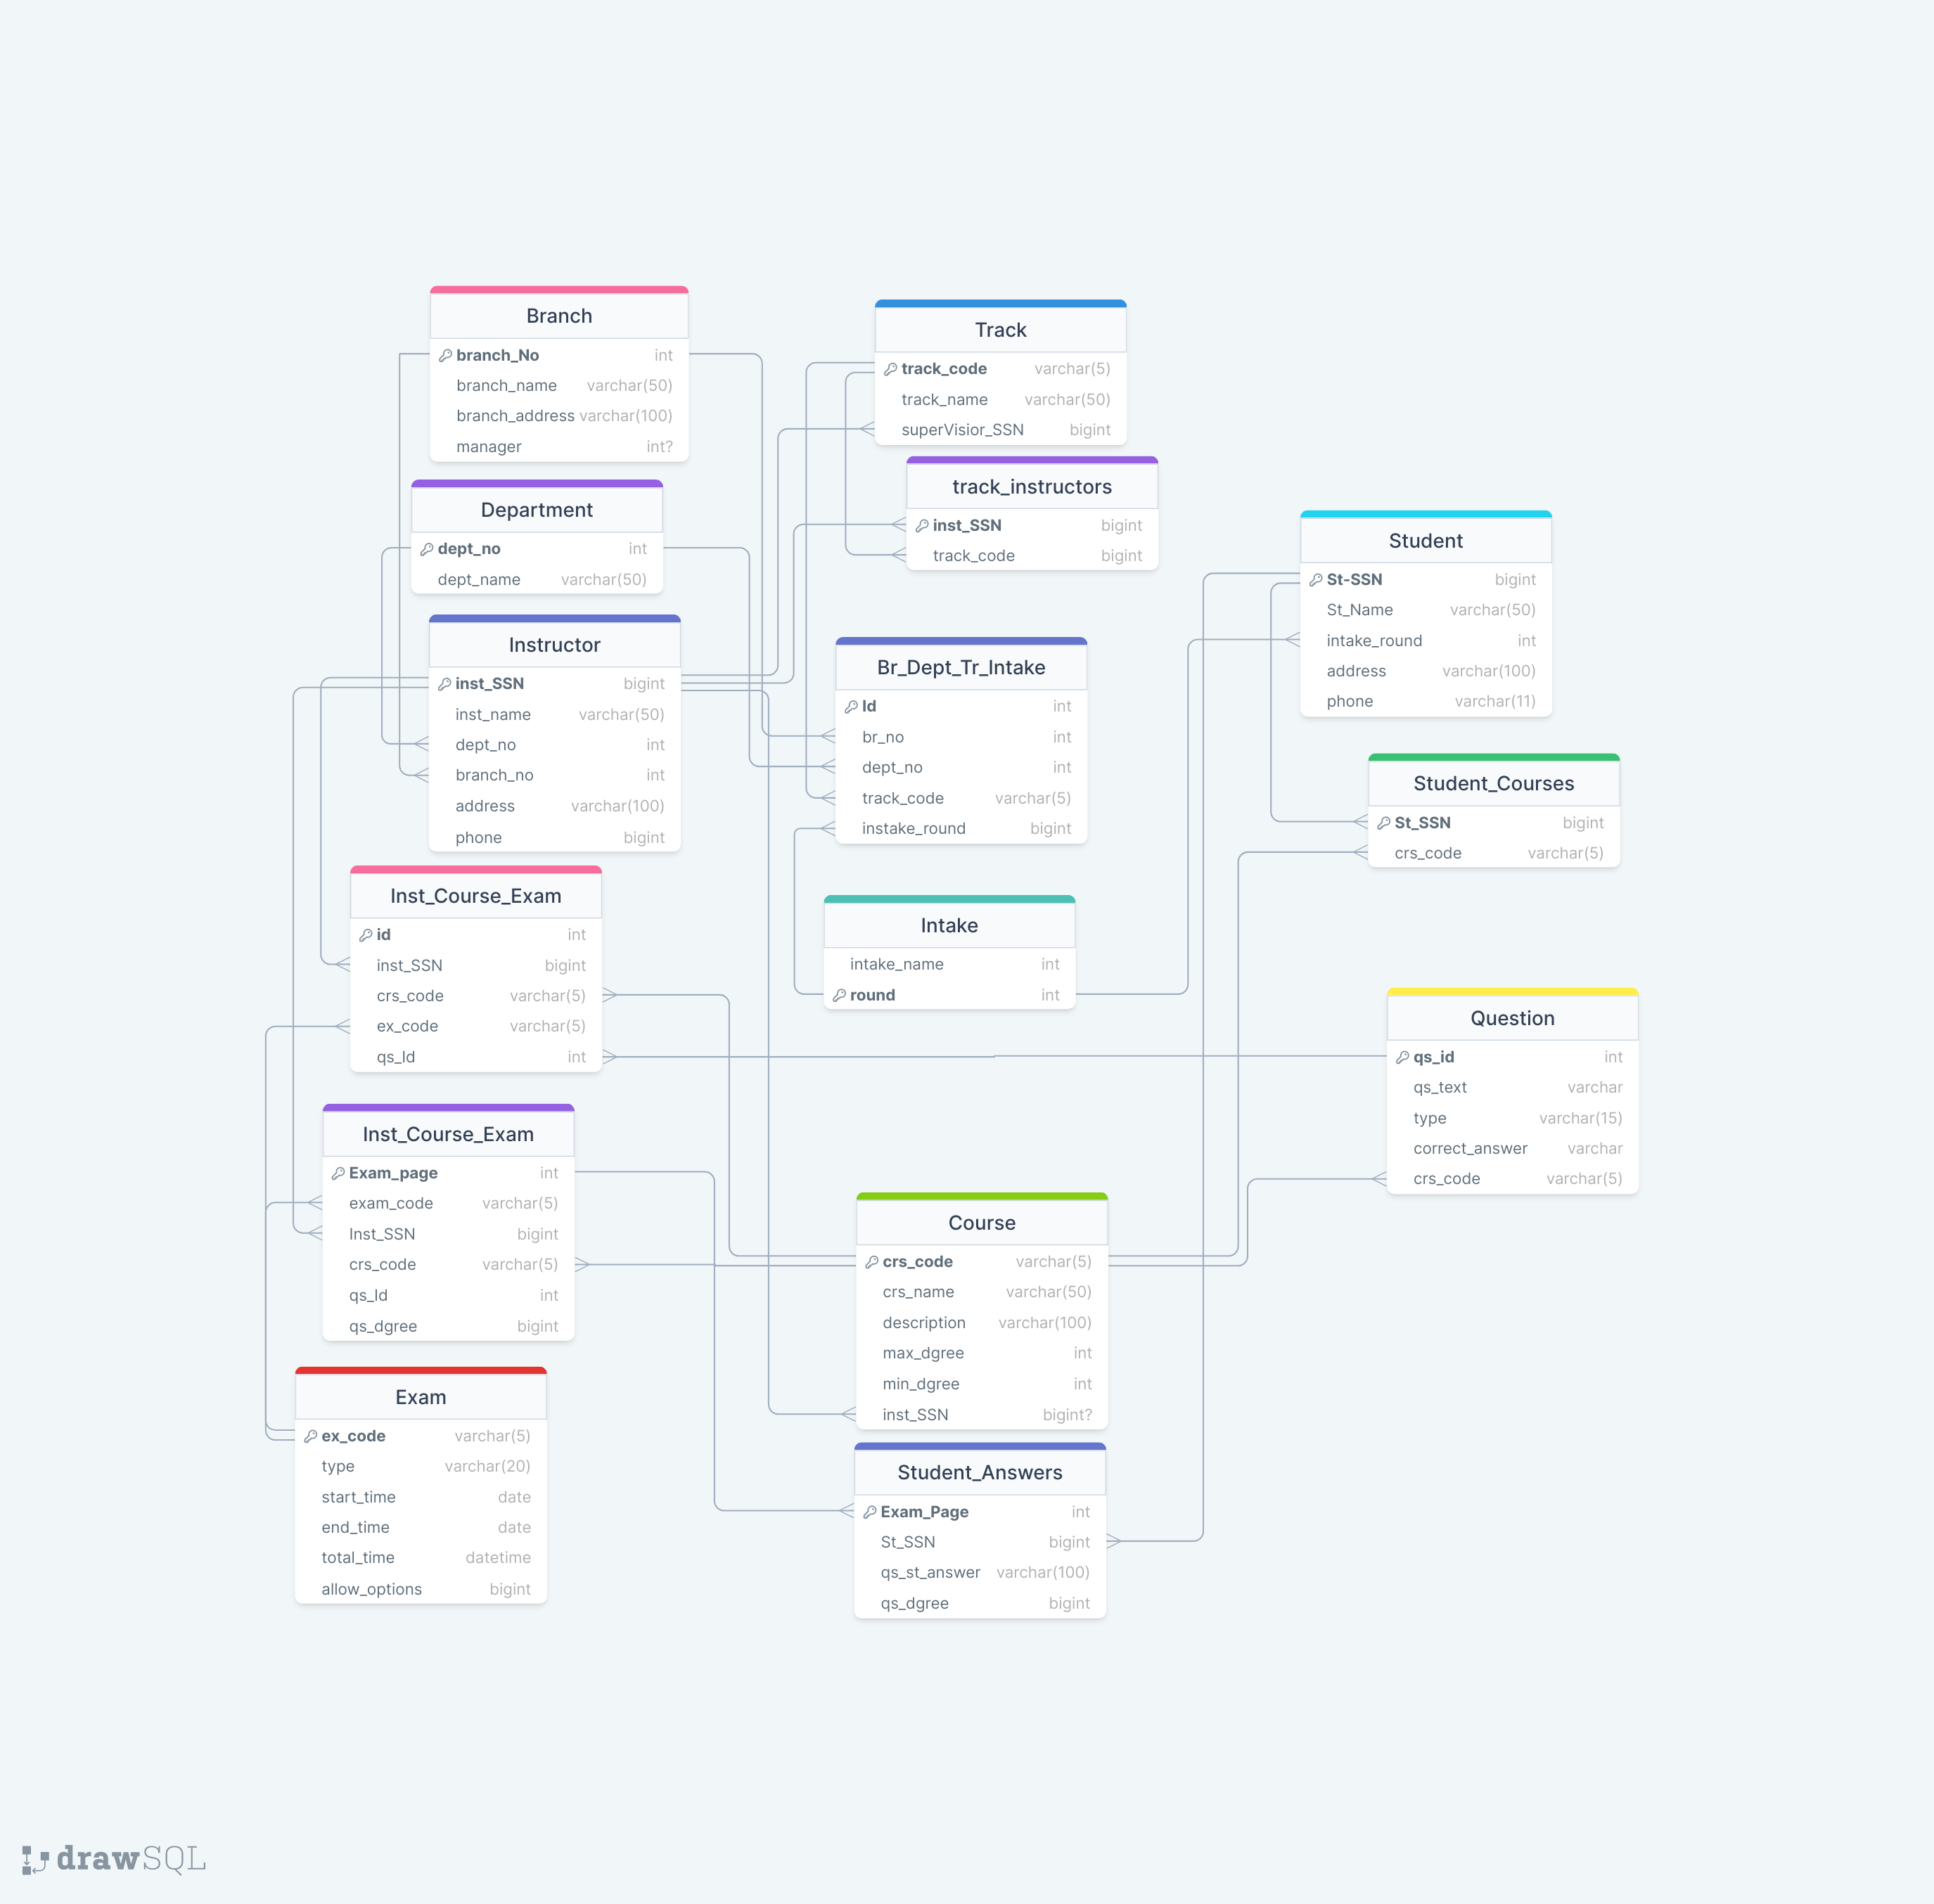 Branch
branch_No int
branch_name varchar(50)
branch_address varchar(100)
manager int?
Department
dept_no int
dept_name varchar(50)
Instructor
inst_SSN bigint
inst_name varchar(50)
dept_no int
branch_no int
address varchar(100)
phone bigint
Inst_Course_Exam
id int
inst_SSN bigint
crs_code varchar(5)
ex_code varchar(5)
qs_Id int
Inst_Course_Exam
Exam_page int
exam_code varchar(5)
Inst_SSN bigint
crs_code varchar(5)
qs_Id int
qs_dgree bigint
Exam
ex_code varchar(5)
type varchar(20)
start_time date
end_time date
total_time datetime
allow_options bigint
Track
track_code varchar(5)
track_name varchar(50)
superVisior_SSN bigint
track_instructors
inst_SSN bigint
track_code bigint
Br_Dept_Tr_Intake
Id int
br_no int
dept_no int
track_code varchar(5)
instake_round bigint
Intake
intake_name int
round int
Course
crs_code varchar(5)
crs_name varchar(50)
description varchar(100)
max_dgree int
min_dgree int
inst_SSN bigint?
Student_Answers
Exam_Page int
St_SSN bigint
qs_st_answer varchar(100)
qs_dgree bigint
Student
St-SSN bigint
St_Name varchar(50)
intake_round int
address varchar(100)
phone varchar(11)
Student_Courses
St_SSN bigint
crs_code varchar(5)
Question
qs_id int
qs_text varchar
type varchar(15)
correct_answer varchar
crs_code varchar(5)
drawSQL